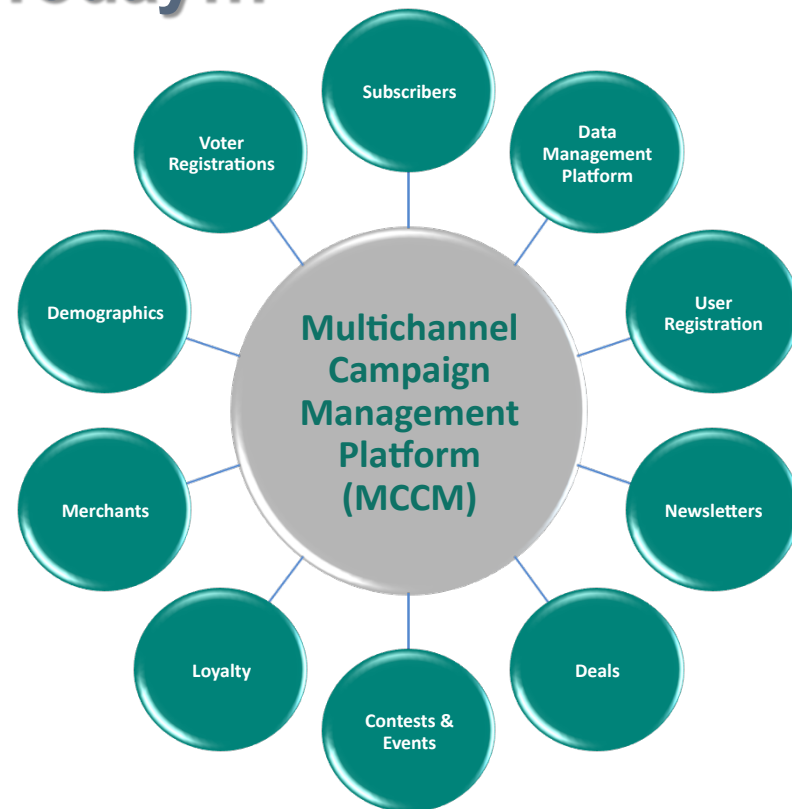 Today...
Subscribers
Data
Management
Platform
User
Registration
Newsletters
Deals
Contests &
Events
Loyalty
Merchants
Demographics
Voter
Registrations
Multichannel
Campaign
Management
Platform
(MCCM)